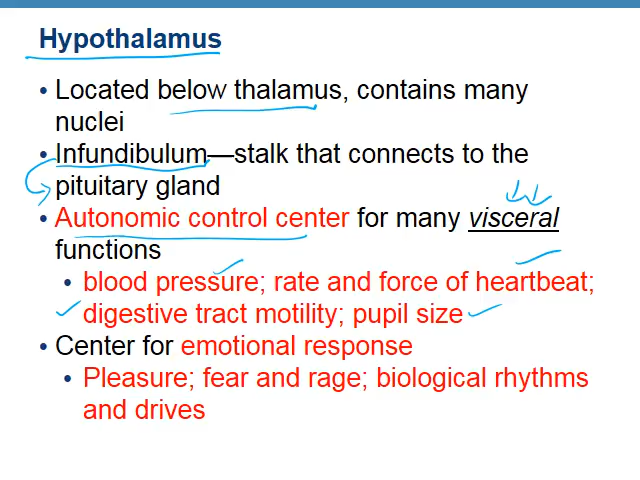 Hypothalamus
• Located below thalamus, contains many
nuclei
• Infundibulum—stalk that connects to the
pituitary gland
• Autonomic control center for many visceral
functions
• blood pressure; rate and force of heartbeat;
digestive tract motility; pupil size
• Center for emotional response
• Pleasure; fear and rage; biological rhythms
and drives